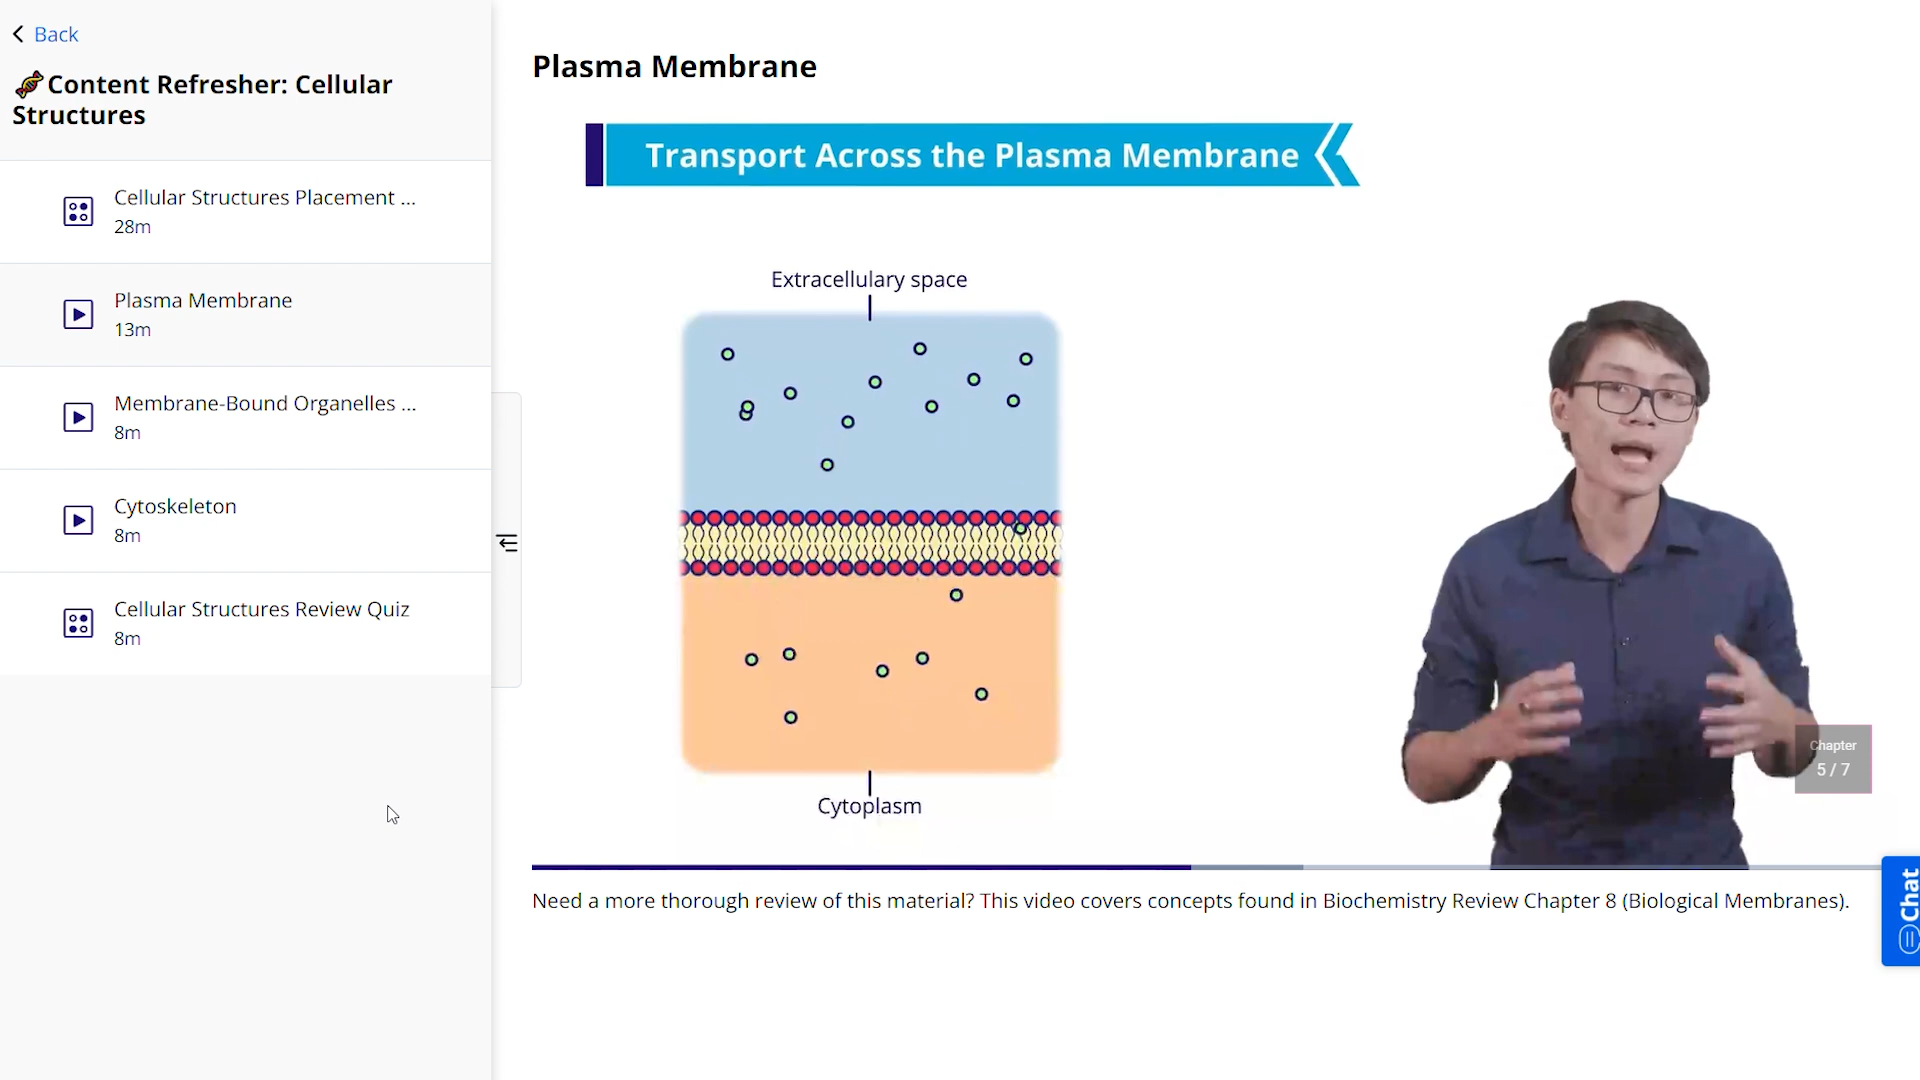 Back
Content Refresher: Cellular
Structures
Cellular Structures Placement ...
28m
Plasma Membrane
13m
Membrane-Bound Organelles ...
8m
Cytoskeleton
8m
Cellular Structures Review Quiz
8m
Plasma Membrane
Transport Across the Plasma Membrane
Extracellulary space
Cytoplasm
Chapter
5 / 7
Need a more thorough review of this material? This video covers concepts found in Biochemistry Review Chapter 8 (Biological Membranes).
Chat